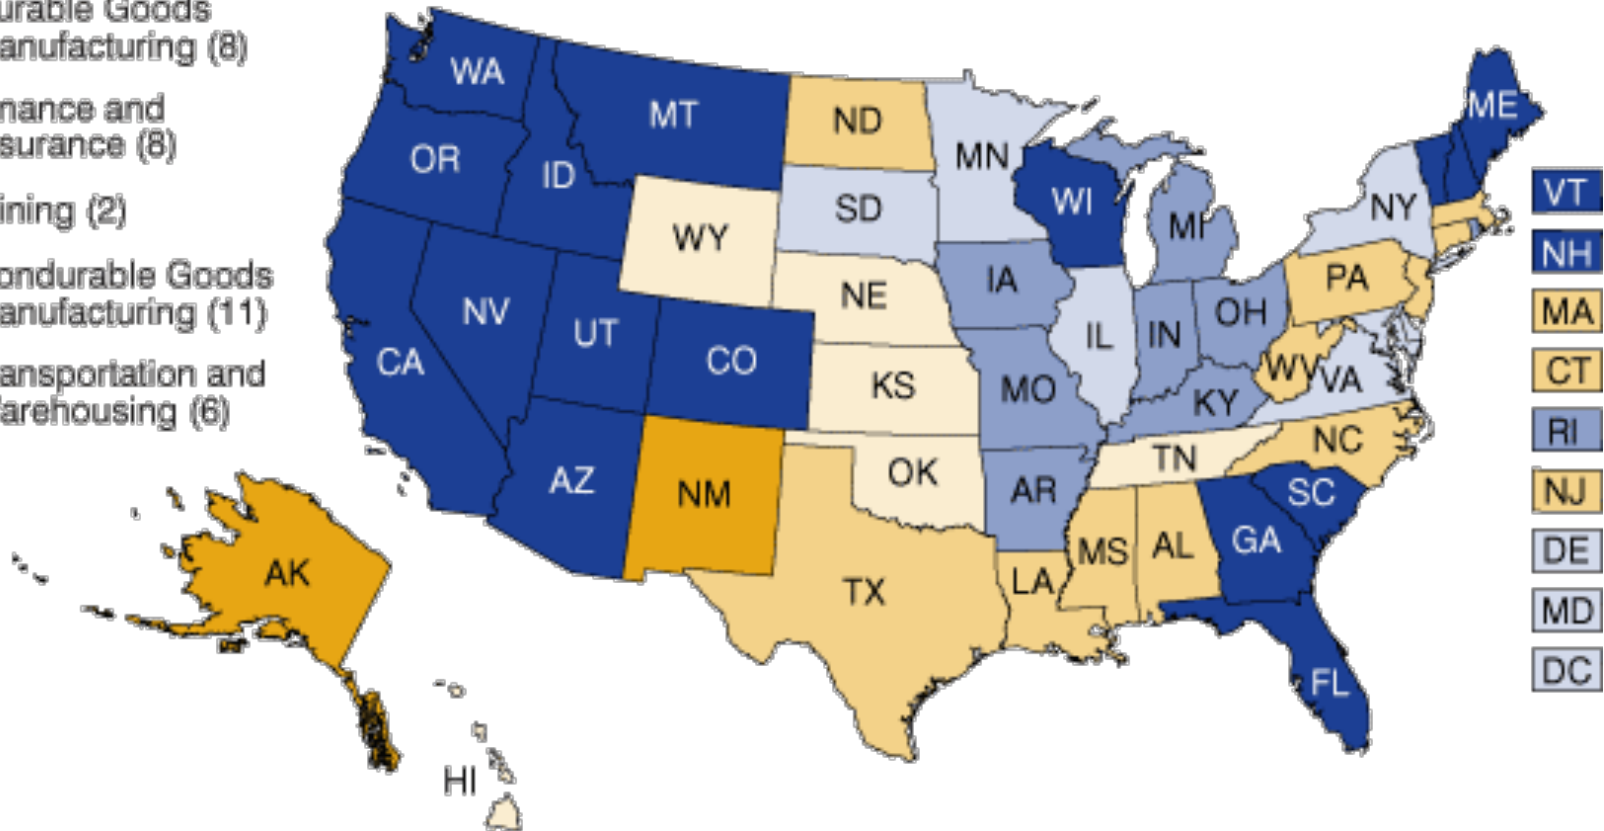 urable Goods
anufacturing (8)
nance and
surance (8)
ining (2)
ondurable Goods
anufacturing (11)
ansportation and
arehousing (6)
WA
MT
ND
MN
ME
OR
ID
SD
WI
MI
NY
VT
WY
NH
NV
NE
IA
PA
MA
UT
CO
IL
IN
OH
CA
KS
MO
WV
VA
CT
KY
RI
AZ
NM
OK
AR
TN
NC
NJ
SC
AK
TX
LA
MS
AL
GA
DE
MD
FL
DC
HI